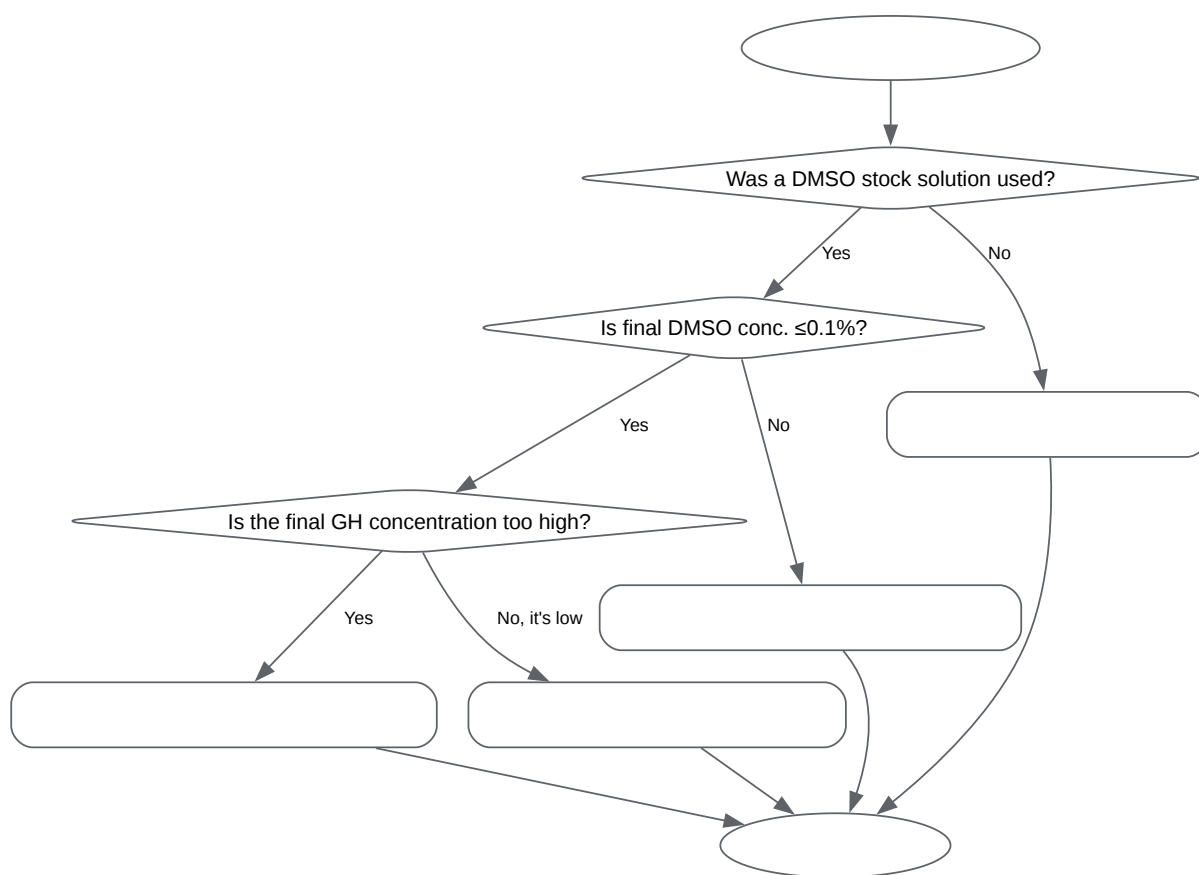 Was a DMSO stock solution used?
Yes
No
Is final DMSO conc. ≤0.1%?
Yes
No
Is the final GH concentration too high?
Yes
No, it's low